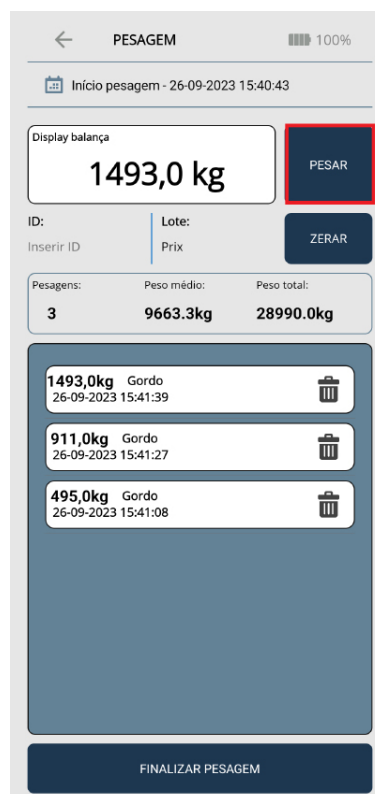 PESAGEM 100%
Início pesagem - 26-09-2023 15:40:43
Display balança
1493,0 kg
PESAR
ID:
Inserir ID
Lote:
Prix
ZERAR
Pesagens: Peso médio: Peso total:
3 9663.3kg 28990.0kg
1493,0kg Gordo
26-09-2023 15:41:39
911,0kg Gordo
26-09-2023 15:41:27
495,0kg Gordo
26-09-2023 15:41:08
FINALIZAR PESAGEM